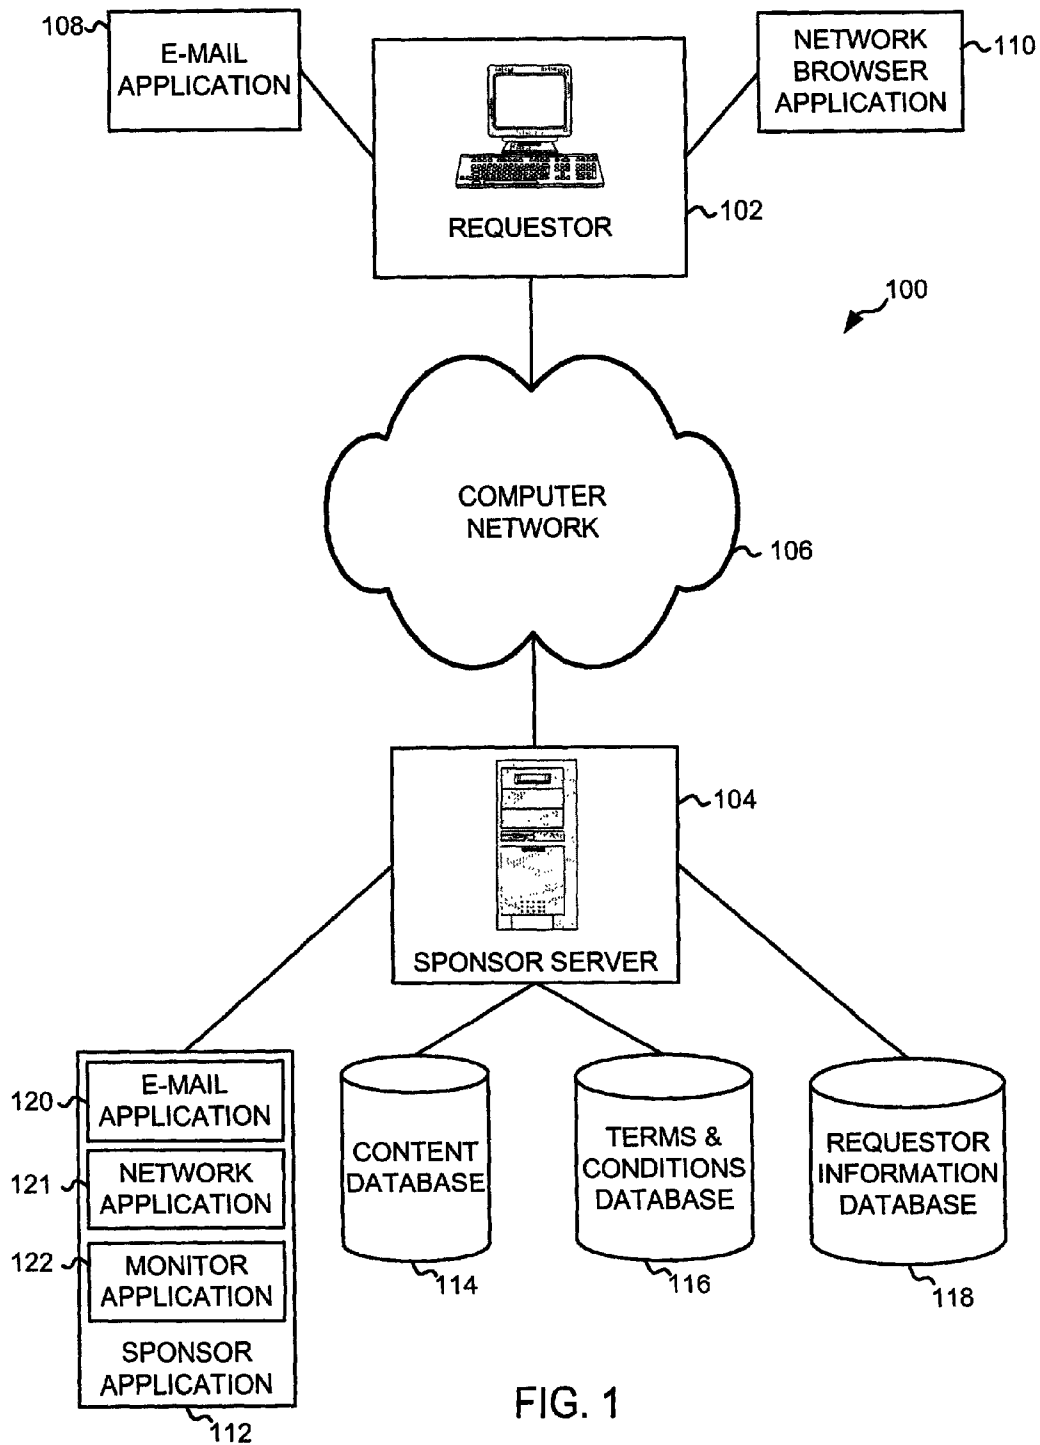 108
E-MAIL
APPLICATION
NETWORK
BROWSER
APPLICATION
110
REQUESTOR
102
100
COMPUTER
NETWORK
106
104
SPONSOR SERVER
120
E-MAIL
APPLICATION
121
NETWORK
APPLICATION
122
MONITOR
APPLICATION
SPONSOR
APPLICATION
112
CONTENT
DATABASE
114
TERMS &
CONDITIONS
DATABASE
116
REQUESTOR
INFORMATION
DATABASE
118
FIG. 1